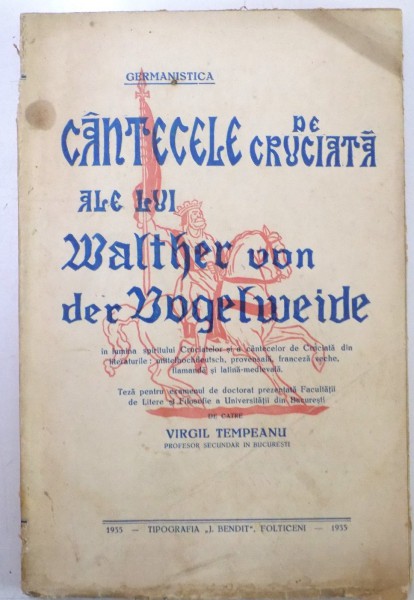 GERMANISTICA
CÂNTECELE DE CRUCIATĂ
ALE LUI
Walther von
der Vogelweide
în lumina spiritului Cruciatelor și a cântecelor de Cruciată din
literaturile : mittelhochdeutsch, provensală, franceză veche,
flamandă și latină-medievală.
Teză pentru examenul de doctorat prezentată Facultății
de Litere și Filosofie a Universității din București
DE CĂTRE
VIRGIL TEMPEANU
PROFESOR SECUNDAR IN BUCUREȘTI
1935 — TIPOGRAFIA „J. BENDIT“, FOLTICENI — 1935